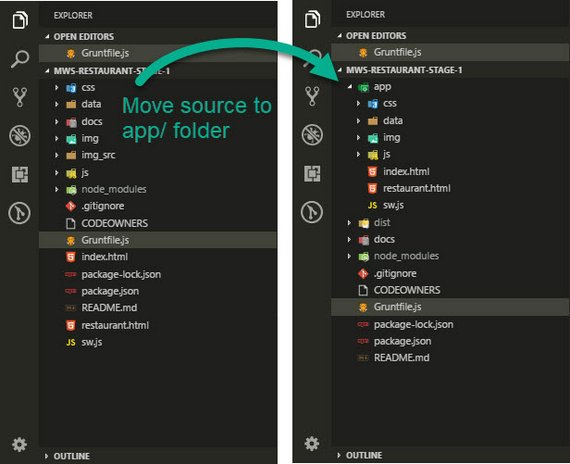 EXPLORER
OPEN EDITORS
Gruntfile.js
MWS-RESTAURANT-STAGE-1
css
data
docs
img
img_src
js
node_modules
.gitignore
CODEOWNERS
Gruntfile.js
index.html
package-lock.json
package.json
README.md
restaurant.html
JS sw.js
OUTLINE
Move source to
app/ folder
EXPLORER
OPEN EDITORS
Gruntfile.js
MWS-RESTAURANT-STAGE-1
app
css
data
img
js
index.html
restaurant.html
JS sw.js
dist
docs
node_modules
.gitignore
CODEOWNERS
Gruntfile.js
package-lock.json
package.json
README.md
OUTLINE